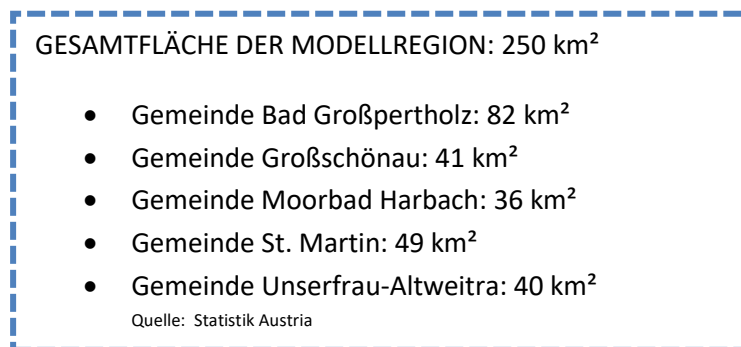 GESAMTFLÄCHE DER MODELLREGION: 250 km²
• Gemeinde Bad Großpertholz: 82 km²
• Gemeinde Großschönau: 41 km²
• Gemeinde Moorbad Harbach: 36 km²
• Gemeinde St. Martin: 49 km²
• Gemeinde Unserfrau-Altweitra: 40 km²
Quelle: Statistik Austria